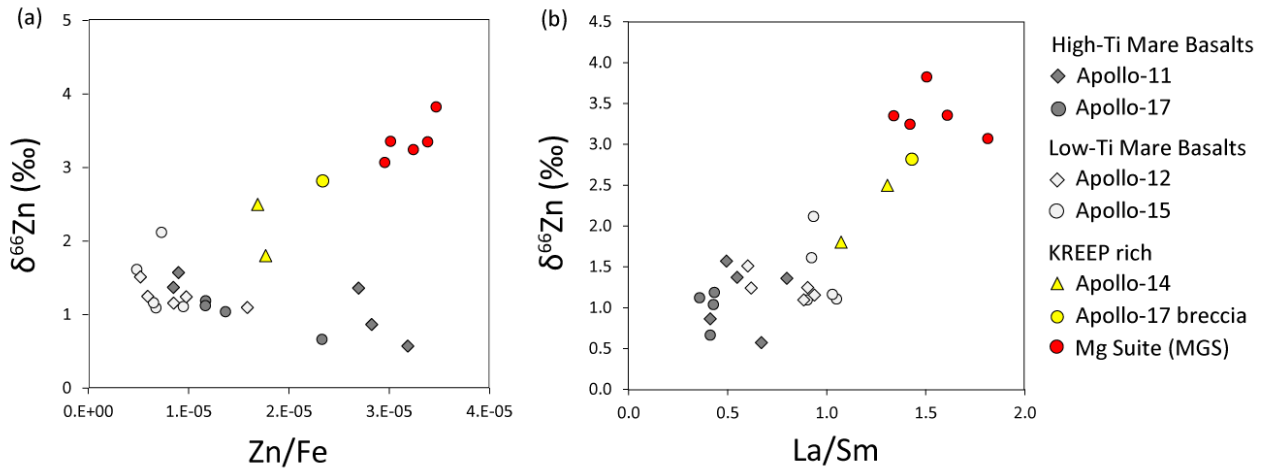 (a)
5
4
3
2
1
0
δ⁶⁶Zn (‰)
0.E+00
1.E-05
2.E-05
3.E-05
4.E-05
Zn/Fe
(b)
4.5
4.0
3.5
3.0
2.5
2.0
1.5
1.0
0.5
0.0
δ⁶⁶Zn (‰)
0.0
0.5
1.0
1.5
2.0
La/Sm
High-Ti Mare Basalts
Apollo-11
Apollo-17
Low-Ti Mare Basalts
Apollo-12
Apollo-15
KREEP rich
Apollo-14
Apollo-17 breccia
Mg Suite (MGS)